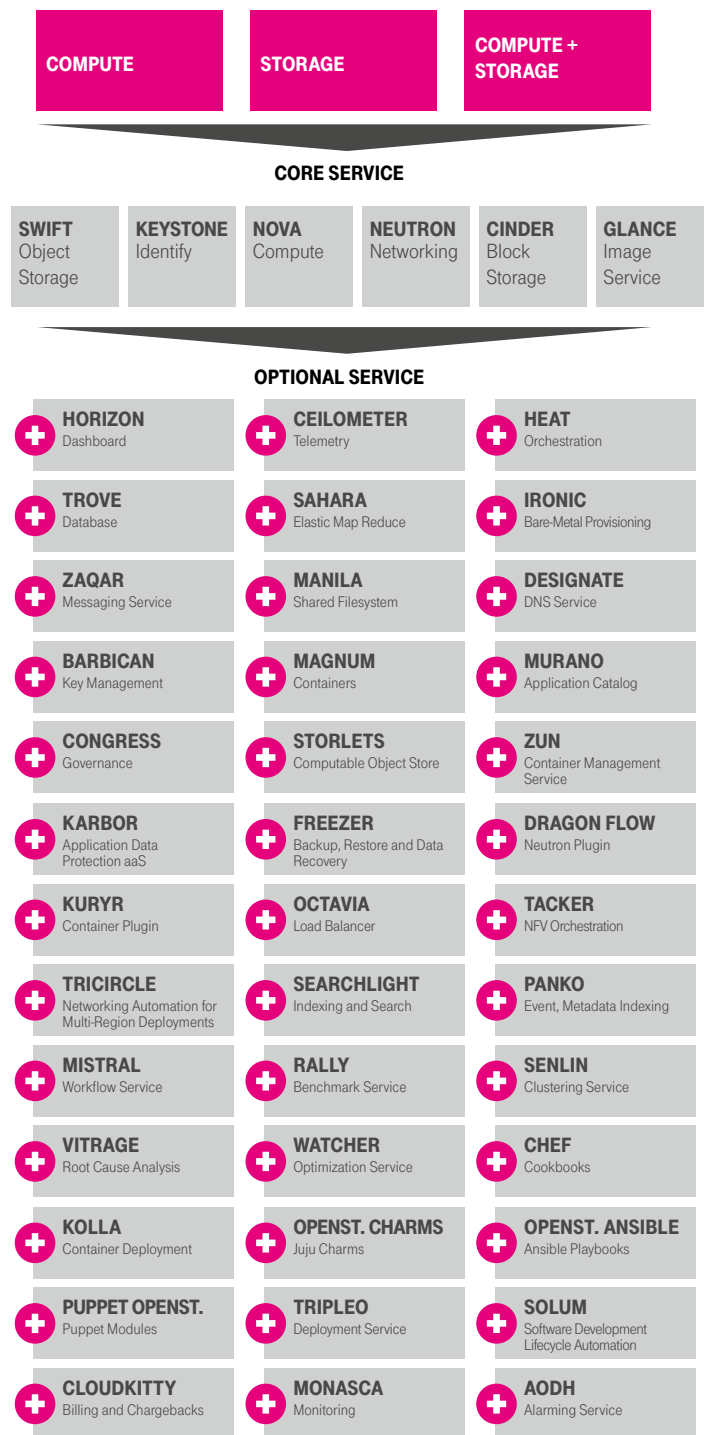 COMPUTE
STORAGE
COMPUTE +
STORAGE
CORE SERVICE
SWIFT
Object
Storage
KEYSTONE
Identify
NOVA
Compute
NEUTRON
Networking
CINDER
Block
Storage
GLANCE
Image
Service
OPTIONAL SERVICE
HORIZON
Dashboard
CEILOMETER
Telemetry
HEAT
Orchestration
TROVE
Database
SAHARA
Elastic Map Reduce
IRONIC
Bare-Metal Provisioning
ZAQAR
Messaging Service
MANILA
Shared Filesystem
DESIGNATE
DNS Service
BARBICAN
Key Management
MAGNUM
Containers
MURANO
Application Catalog
CONGRESS
Governance
STORLETS
Computable Object Store
ZUN
Container Management
Service
KARBOR
Application Data
Protection aaS
FREEZER
Backup, Restore and Data
Recovery
DRAGON FLOW
Neutron Plugin
KURYR
Container Plugin
OCTAVIA
Load Balancer
TACKER
NFV Orchestration
TRICIRCLE
Networking Automation for
Multi-Region Deployments
SEARCHLIGHT
Indexing and Search
PANKO
Event, Metadata Indexing
MISTRAL
Workflow Service
RALLY
Benchmark Service
SENLIN
Clustering Service
VITRAGE
Root Cause Analysis
WATCHER
Optimization Service
CHEF
Cookbooks
KOLLA
Container Deployment
OPENST. CHARMS
Juju Charms
OPENST. ANSIBLE
Ansible Playbooks
PUPPET OPENST.
Puppet Modules
TRIPLEO
Deployment Service
SOLUM
Software Development
Lifecycle Automation
CLOUDKITTY
Billing and Chargebacks
MONASCA
Monitoring
AODH
Alarming Service